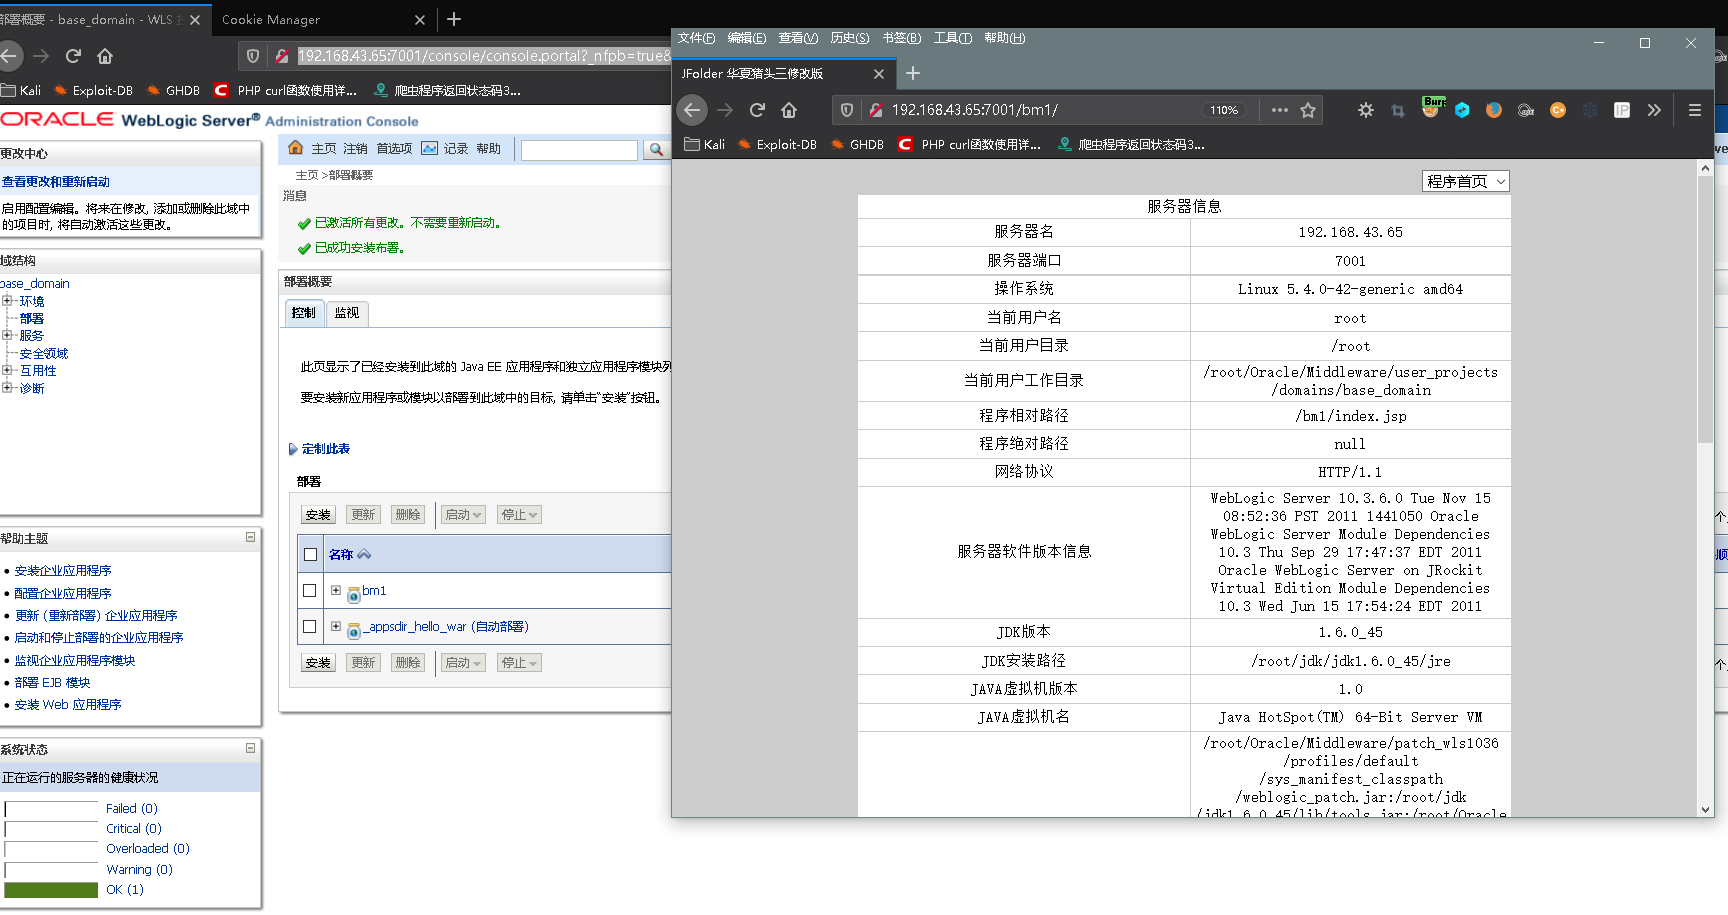 部署概要 - base_domain - WLS
Cookie Manager
192.168.43.65:7001/console/console.portal?_nfpb=true&
Kali
Exploit-DB
GHDB
PHP curl函数使用详...
爬虫程序返回状态码3...
ORACLE WebLogic Server® Administration Console
更改中心
查看更改和重新启动
启用配置编辑。将来在修改, 添加或删除此域中
的项目时, 将自动激活这些更改。
域结构
base_domain
环境
部署
服务
安全领域
互用性
诊断
帮助主题
安装企业应用程序
配置企业应用程序
更新 (重新部署) 企业应用程序
启动和停止部署的企业应用程序
监视企业应用程序模块
部署 EJB 模块
安装 Web 应用程序
系统状态
正在运行的服务器的健康状况
Failed (0)
Critical (0)
Overloaded (0)
Warning (0)
OK (1)
主页 注销 首选项 记录 帮助
主页 >部署概要
消息
已激活所有更改。不需要重新启动。
已成功安装布署。
部署概要
控制
监视
此页显示了已经安装到此域的 Java EE 应用程序和独立应用程序模块列
要安装新应用程序或模块以部署到此域中的目标, 请单击“安装”按钮。
定制此表
部署
安装 更新 删除 启动 停止
名称
bm1
_appsdir_hello_war (自动部署)
安装 更新 删除 启动 停止
文件(F) 编辑(E) 查看(V) 历史(S) 书签(B) 工具(T) 帮助(H)
JFolder 华夏猪头三修改版
192.168.43.65:7001/bm1/
110%
Burp
IP
Kali
Exploit-DB
GHDB
PHP curl函数使用详...
爬虫程序返回状态码3...
程序首页
服务器信息
服务器名 192.168.43.65
服务器端口 7001
操作系统 Linux 5.4.0-42-generic amd64
当前用户名 root
当前用户目录 /root
当前用户工作目录 /root/Oracle/Middleware/user_projects
/domains/base_domain
程序相对路径 /bm1/index.jsp
程序绝对路径 null
网络协议 HTTP/1.1
服务器软件版本信息 WebLogic Server 10.3.6.0 Tue Nov 15
08:52:36 PST 2011 1441050 Oracle
WebLogic Server Module Dependencies
10.3 Thu Sep 29 17:47:37 EDT 2011
Oracle WebLogic Server on JRockit
Virtual Edition Module Dependencies
10.3 Wed Jun 15 17:54:24 EDT 2011
JDK版本 1.6.0_45
JDK安装路径 /root/jdk/jdk1.6.0_45/jre
JAVA虚拟机版本 1.0
JAVA虚拟机名 Java HotSpot(TM) 64-Bit Server VM
/root/Oracle/Middleware/patch_wls1036
/profiles/default
/sys_manifest_classpath
/weblogic_patch.jar:/root/jdk
/jdk1.6.0_45/lib/tools.jar:/root/Oracle